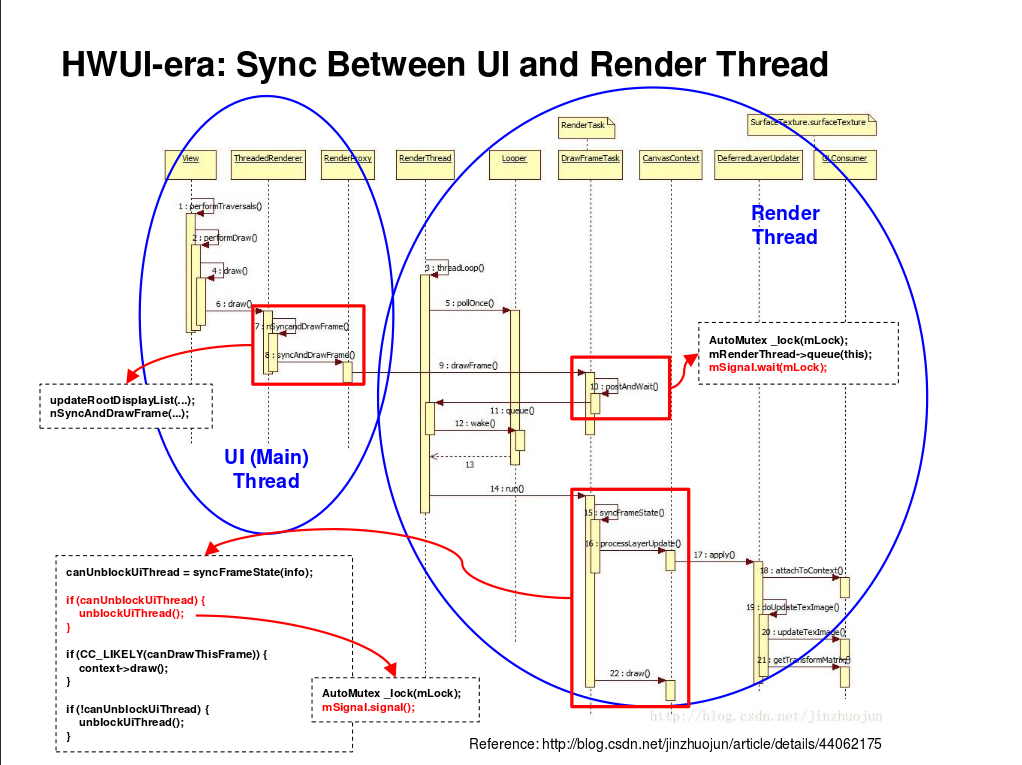 HWUI-era: Sync Between UI and Render Thread
RenderTask
SurfaceTexture.surfaceTexture
View
ThreadedRenderer
RenderProxy
RenderThread
Looper
DrawFrameTask
CanvasContext
DeferredLayerUpdater
GLConsumer
1 : performTraversals()
2 : performDraw()
3 : threadLoop()
4 : draw()
5 : pollOnce()
6 : draw()
7 : nSyncandDrawFrame()
8 : syncAndDrawFrame()
9 : drawFrame()
10 : postAndWait()
11 : queue()
12 : wake()
13
14 : run()
15 : syncFrameState()
16 : processLayerUpdate()
17 : apply()
18 : attachToContext()
19 : doUpdateTexImage()
20 : updateTexImage()
21 : getTransformMatrix()
22 : draw()
Render
Thread
AutoMutex _lock(mLock);
mRenderThread->queue(this);
mSignal.wait(mLock);
updateRootDisplayList(...);
nSyncAndDrawFrame(...);
UI (Main)
Thread
canUnblockUiThread = syncFrameState(info);
if (canUnblockUiThread) {
unblockUiThread();
}
if (CC_LIKELY(canDrawThisFrame)) {
context->draw();
}
if (!canUnblockUiThread) {
unblockUiThread();
}
AutoMutex _lock(mLock);
mSignal.signal();
http://blog.csdn.net/jinzhuojun
Reference: http://blog.csdn.net/jinzhuojun/article/details/44062175